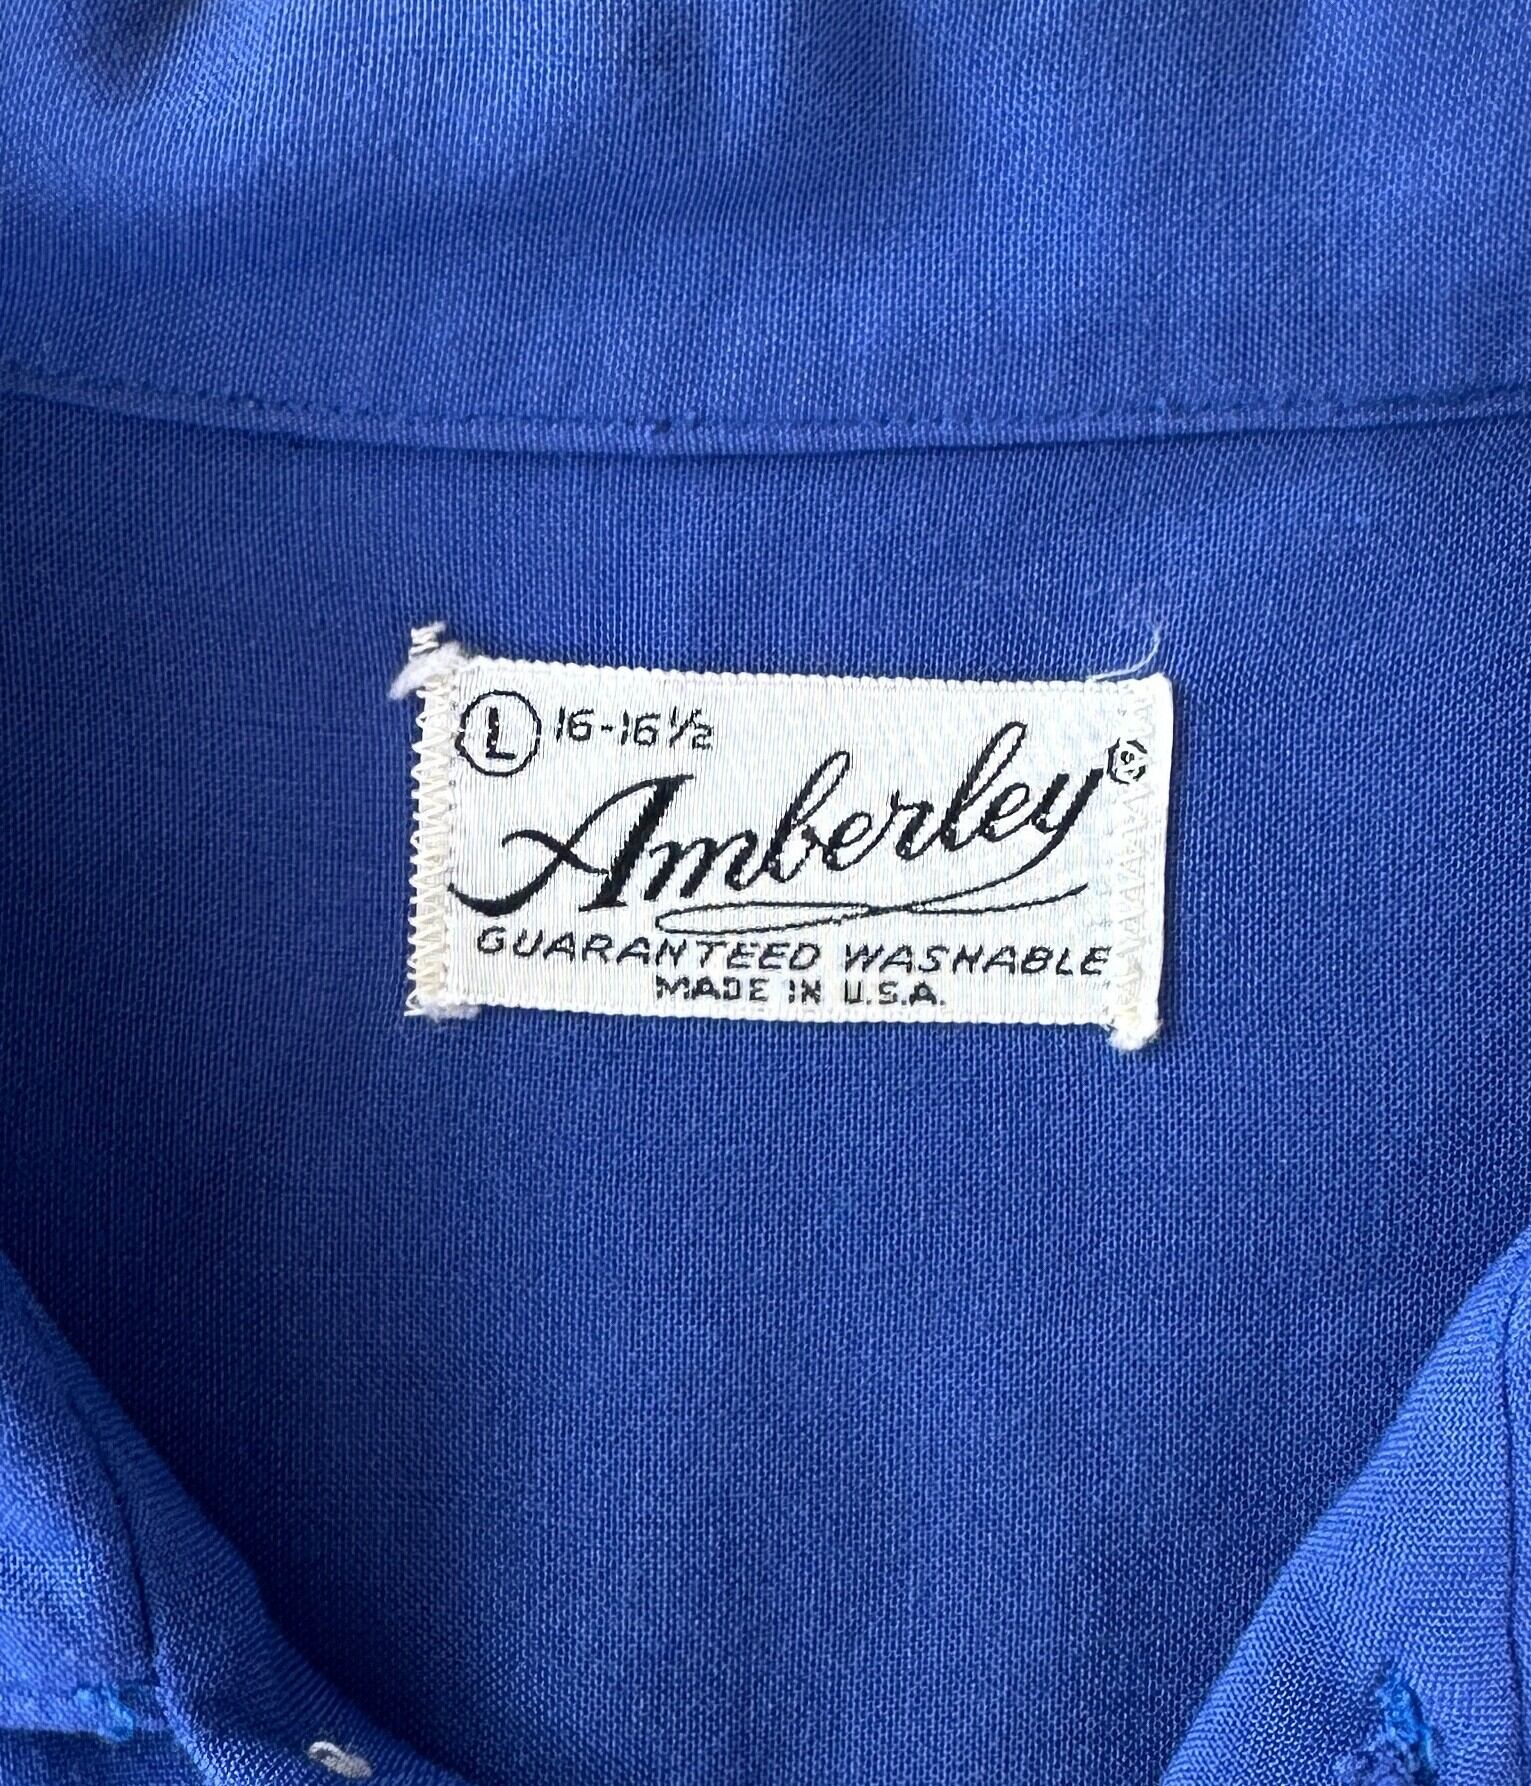 L 16-16½
Amberley®
GUARANTEED WASHABLE
MADE IN U.S.A.